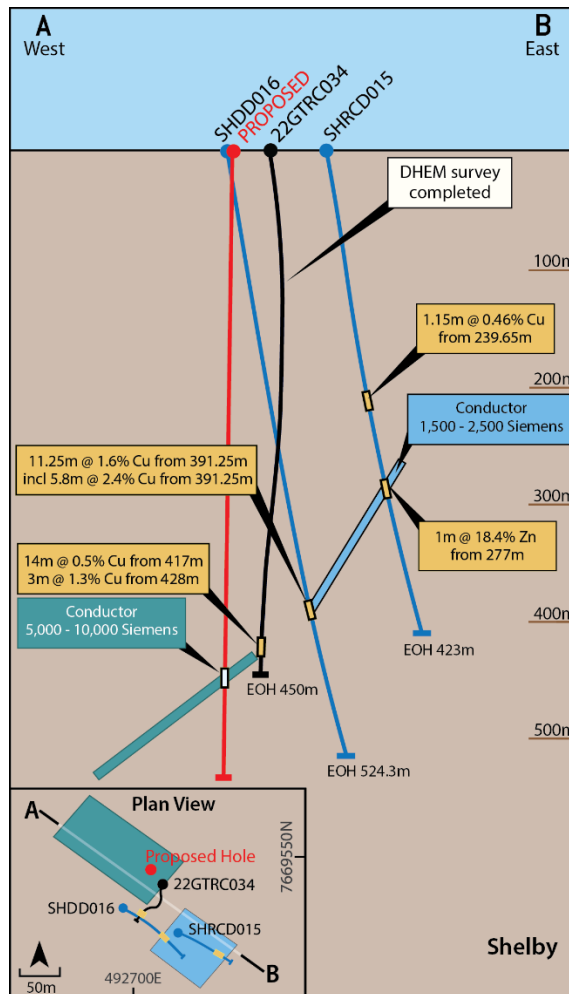 A
West
B
East
SHDD016
PROPOSED
22GTRC034
SHRCD015
DHEM survey
completed
100m
1.15m @ 0.46% Cu
from 239.65m
200m
Conductor
1,500 - 2,500 Siemens
11.25m @ 1.6% Cu from 391.25m
incl 5.8m @ 2.4% Cu from 391.25m
300m
1m @ 18.4% Zn
from 277m
14m @ 0.5% Cu from 417m
3m @ 1.3% Cu from 428m
Conductor
5,000 - 10,000 Siemens
400m
EOH 423m
EOH 450m
500m
EOH 524.3m
Plan View
A
Proposed Hole
22GTRC034
SHDD016
SHRCD015
B
7669550N
492700E
50m
Shelby